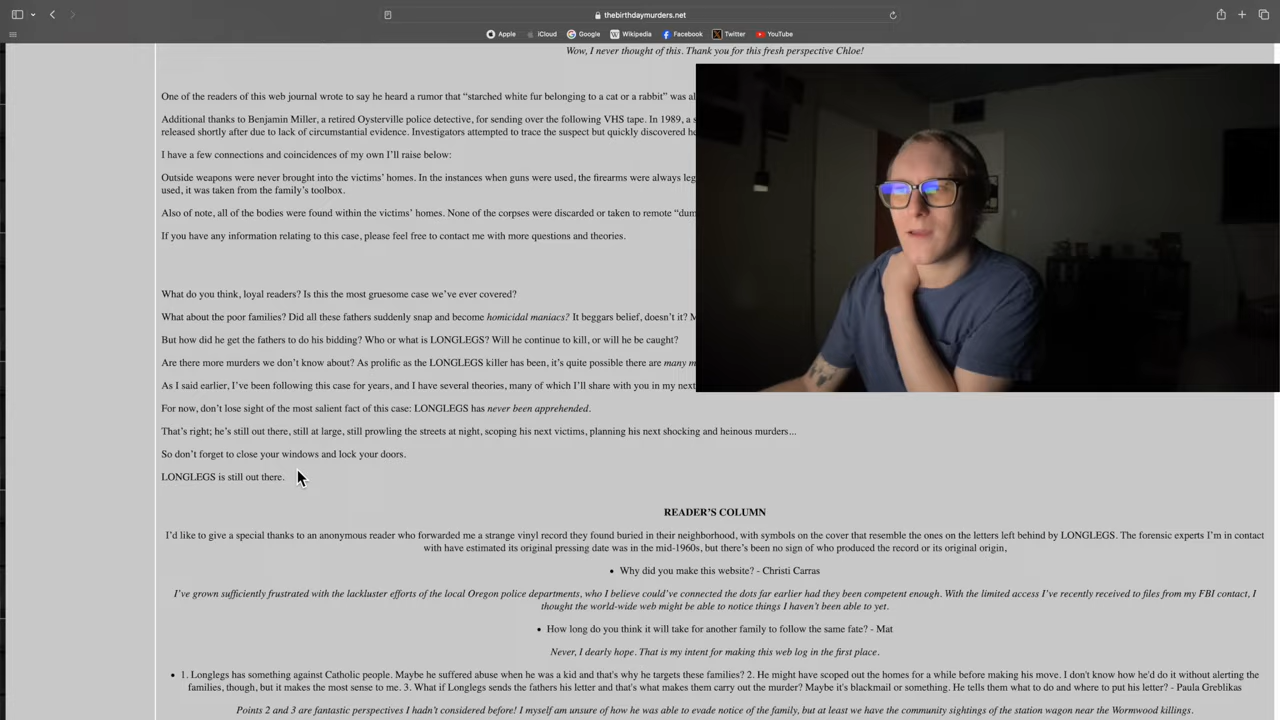 thebirthdaymurders.net
Apple iCloud Google Wikipedia Facebook Twitter YouTube
Wow, I never thought of this. Thank you for this fresh perspective Chloe!
One of the readers of this web journal wrote to say he heard a rumor that “starched white fur belonging to a cat or a rabbit” was al
Additional thanks to Benjamin Miller, a retired Oysterville police detective, for sending over the following VHS tape. In 1989, a s
released shortly after due to lack of circumstantial evidence. Investigators attempted to trace the suspect but quickly discovered he
I have a few connections and coincidences of my own I’ll raise below:
Outside weapons were never brought into the victims’ homes. In the instances when guns were used, the firearms were always leg
used, it was taken from the family’s toolbox.
Also of note, all of the bodies were found within the victims’ homes. None of the corpses were discarded or taken to remote “dum
If you have any information relating to this case, please feel free to contact me with more questions and theories.
What do you think, loyal readers? Is this the most gruesome case we’ve ever covered?
What about the poor families? Did all these fathers suddenly snap and become homicidal maniacs? It beggars belief, doesn’t it? M
But how did he get the fathers to do his bidding? Who or what is LONGLEGS? Will he continue to kill, or will he be caught?
Are there more murders we don’t know about? As prolific as the LONGLEGS killer has been, it’s quite possible there are many m
As I said earlier, I’ve been following this case for years, and I have several theories, many of which I’ll share with you in my next
For now, don’t lose sight of the most salient fact of this case: LONGLEGS has never been apprehended.
That’s right; he’s still out there, still at large, still prowling the streets at night, scoping his next victims, planning his next shocking and heinous murders...
So don’t forget to close your windows and lock your doors.
LONGLEGS is still out there.
READER’S COLUMN
I’d like to give a special thanks to an anonymous reader who forwarded me a strange vinyl record they found buried in their neighborhood, with symbols on the cover that resemble the ones on the letters left behind by LONGLEGS. The forensic experts I’m in contact
with have estimated its original pressing date was in the mid-1960s, but there’s been no sign of who produced the record or its original origin,
• Why did you make this website? - Christi Carras
I’ve grown sufficiently frustrated with the lackluster efforts of the local Oregon police departments, who I believe could’ve connected the dots far earlier had they been competent enough. With the limited access I’ve recently received to files from my FBI contact, I
thought the world-wide web might be able to notice things I haven’t been able to yet.
• How long do you think it will take for another family to follow the same fate? - Mat
Never, I dearly hope. That is my intent for making this web log in the first place.
• 1. Longlegs has something against Catholic people. Maybe he suffered abuse when he was a kid and that's why he targets these families? 2. He might have scoped out the homes for a while before making his move. I don't know how he'd do it without alerting the
families, though, but it makes the most sense to me. 3. What if Longlegs sends the fathers his letter and that's what makes them carry out the murder? Maybe it's blackmail or something. He tells them what to do and where to put his letter? - Paula Greblikas
Points 2 and 3 are fantastic perspectives I hadn't considered before! I myself am unsure of how he was able to evade notice of the family, but at least we have the community sightings of the station wagon near the Wormwood killings.